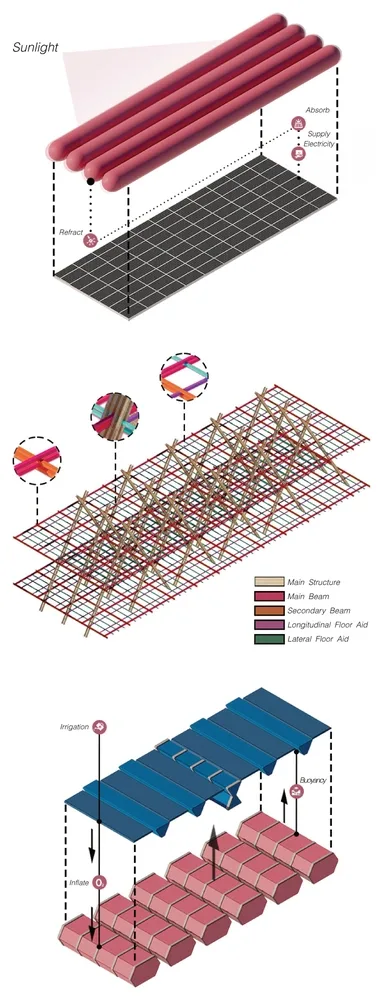 Sunlight
Absorb
Supply
Electricity
Refract
Main Structure
Main Beam
Secondary Beam
Longitudinal Floor Aid
Lateral Floor Aid
Irrigation
Buoyancy
Inflate